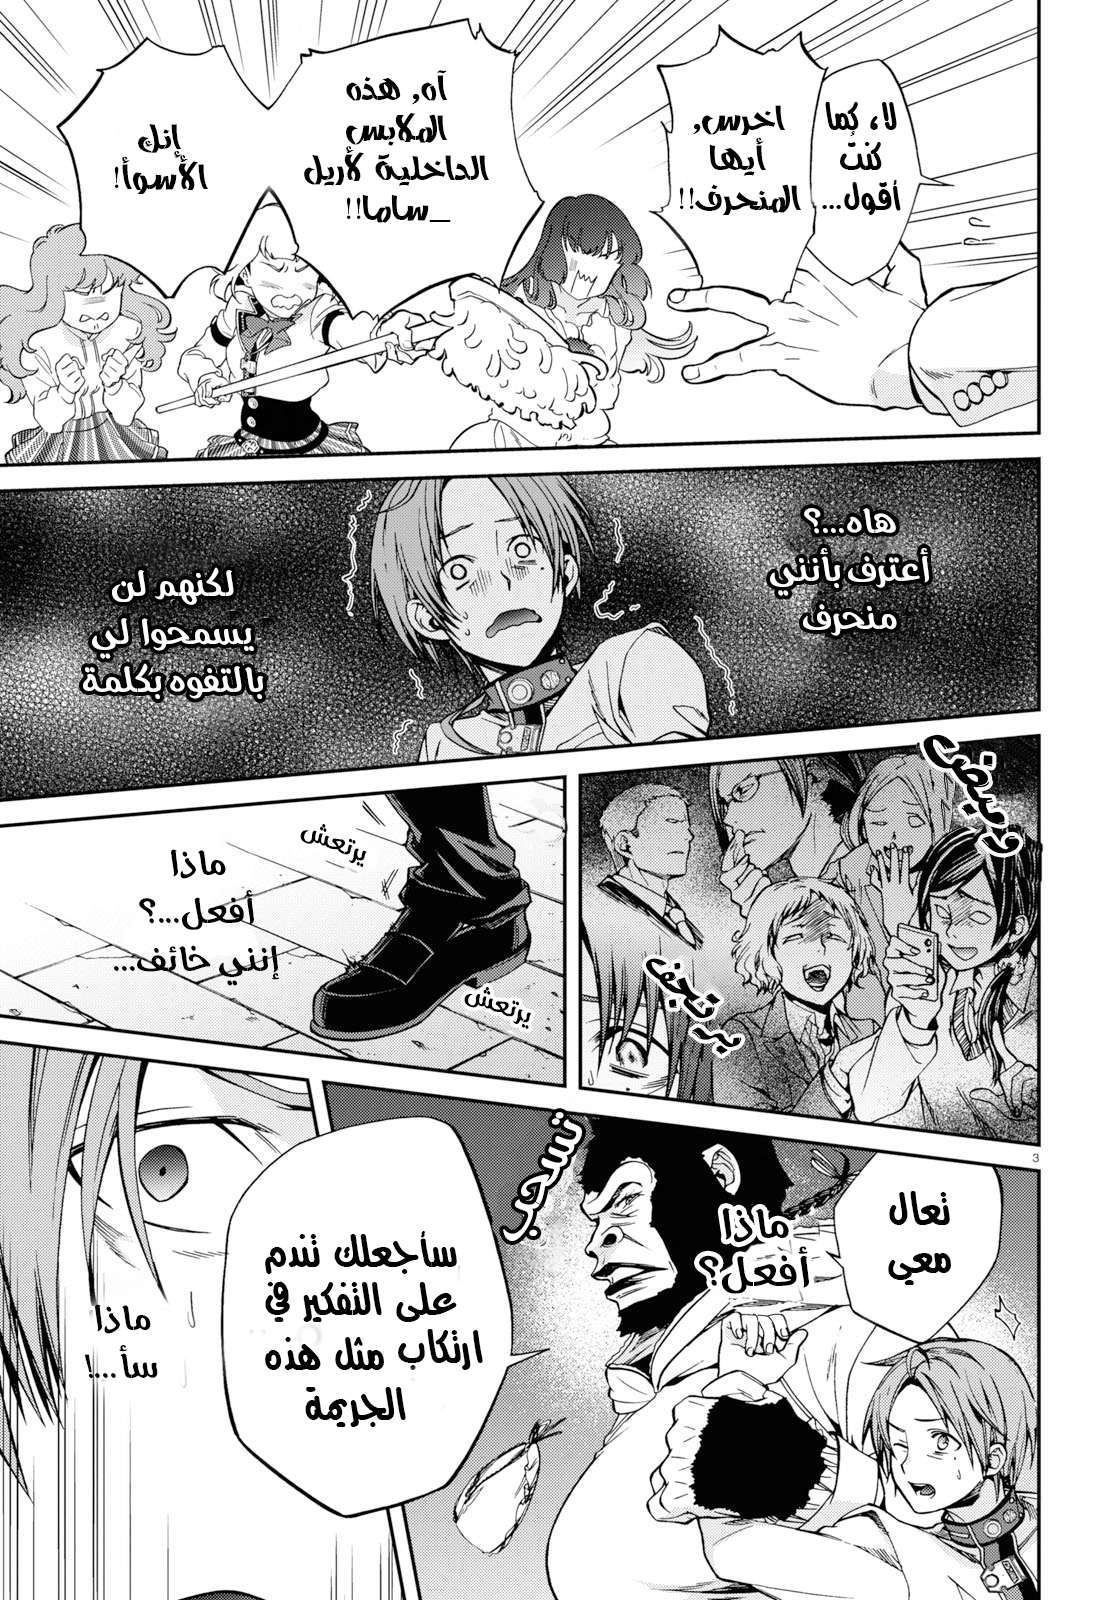 لا، كما
كنتُ
أقول...
اخرس,
أيها
المنحرف!!
آه, هذه
الملابس
الداخلية لأريل
_ساما!!
إنك
الأسوأ!
هاه...؟
أعترف بأنني
منحرف
لكنهم لن
يسمحوا لي
بالتفوه بكلمة
وميض
يرتجف
ماذا
أفعل...؟
إنني خائف...
يرتعش
يرتعش
3
تعال
معي
ماذا
أفعل؟
تسحب
سأجعلك تندم
على التفكير في
ارتكاب مثل هذه
الجريمة
ماذا
سأ...!